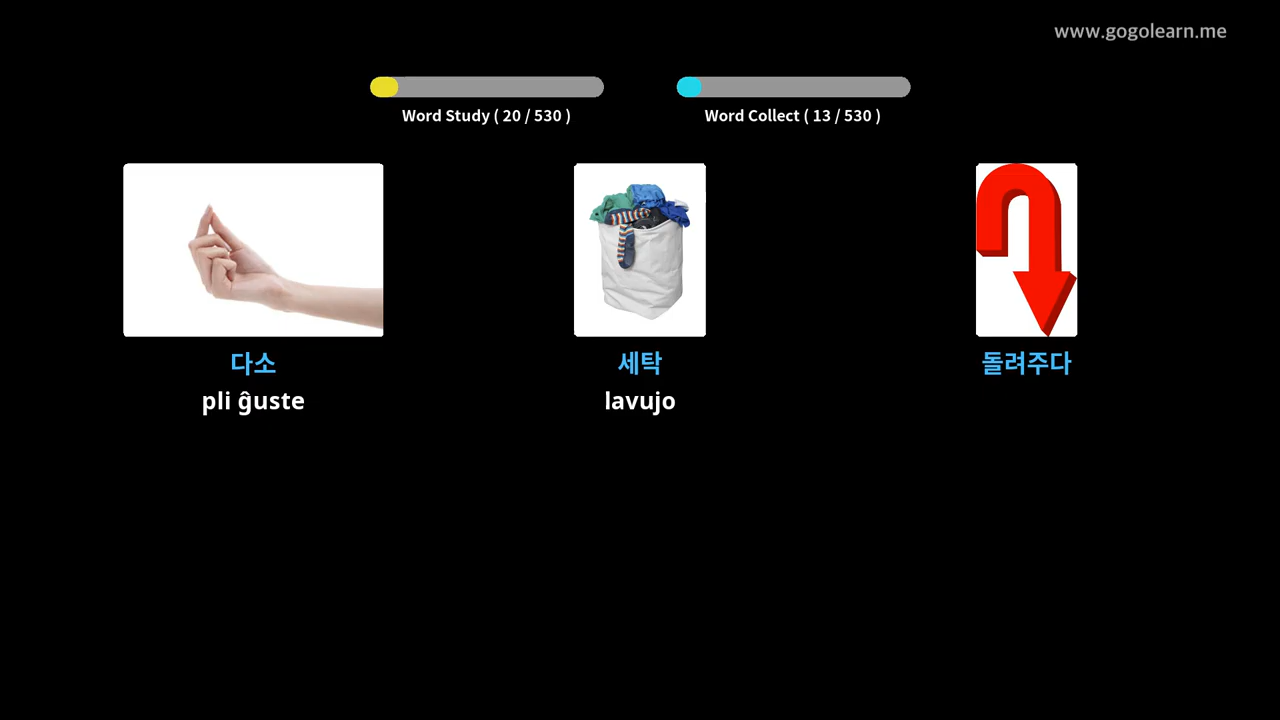 www.gogolearn.me
Word Study ( 20 / 530 )
Word Collect ( 13 / 530 )
다소
세탁
돌려주다
pli ĝuste
lavujo